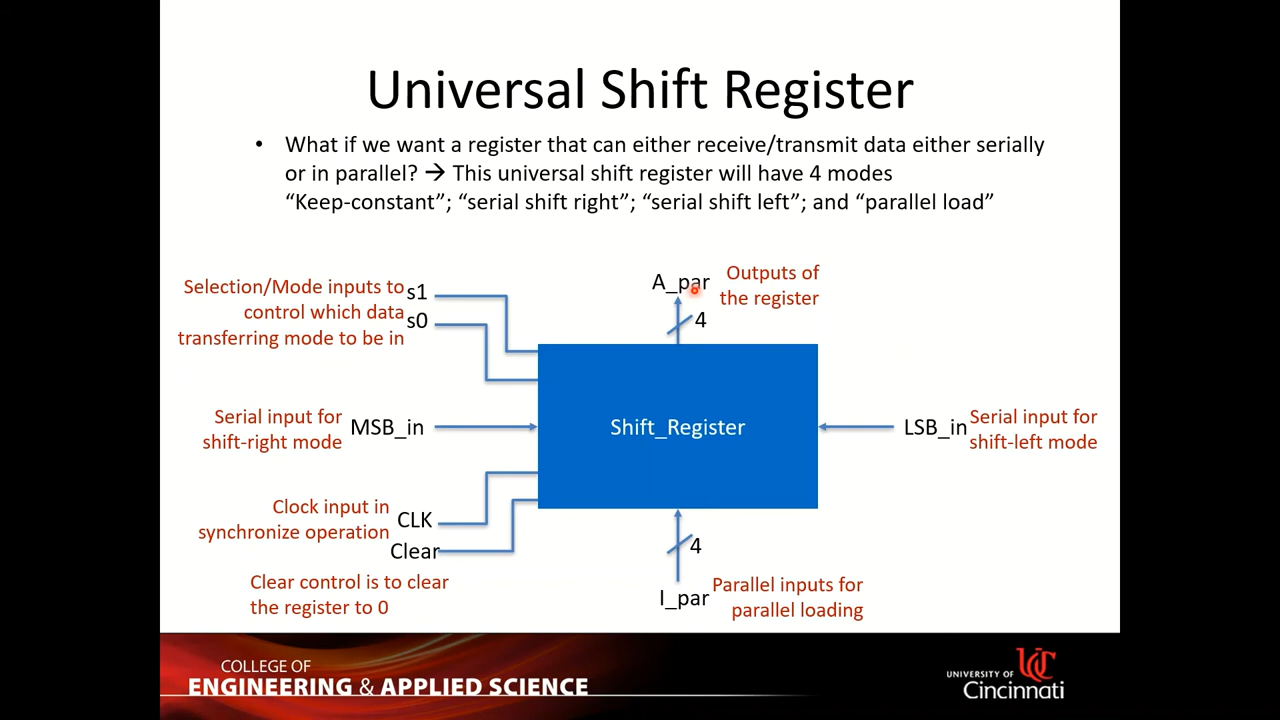 Universal Shift Register
• What if we want a register that can either receive/transmit data either serially
or in parallel? → This universal shift register will have 4 modes
“Keep-constant”; “serial shift right”; “serial shift left”; and “parallel load”
Selection/Mode inputs to
control which data
transferring mode to be in
s1
s0
A_par
Outputs of
the register
4
Serial input for
shift-right mode
MSB_in
Shift_Register
LSB_in
Serial input for
shift-left mode
Clock input in
synchronize operation
CLK
Clear
Clear control is to clear
the register to 0
4
I_par
Parallel inputs for
parallel loading
COLLEGE OF
ENGINEERING & APPLIED SCIENCE
UC
UNIVERSITY OF
Cincinnati